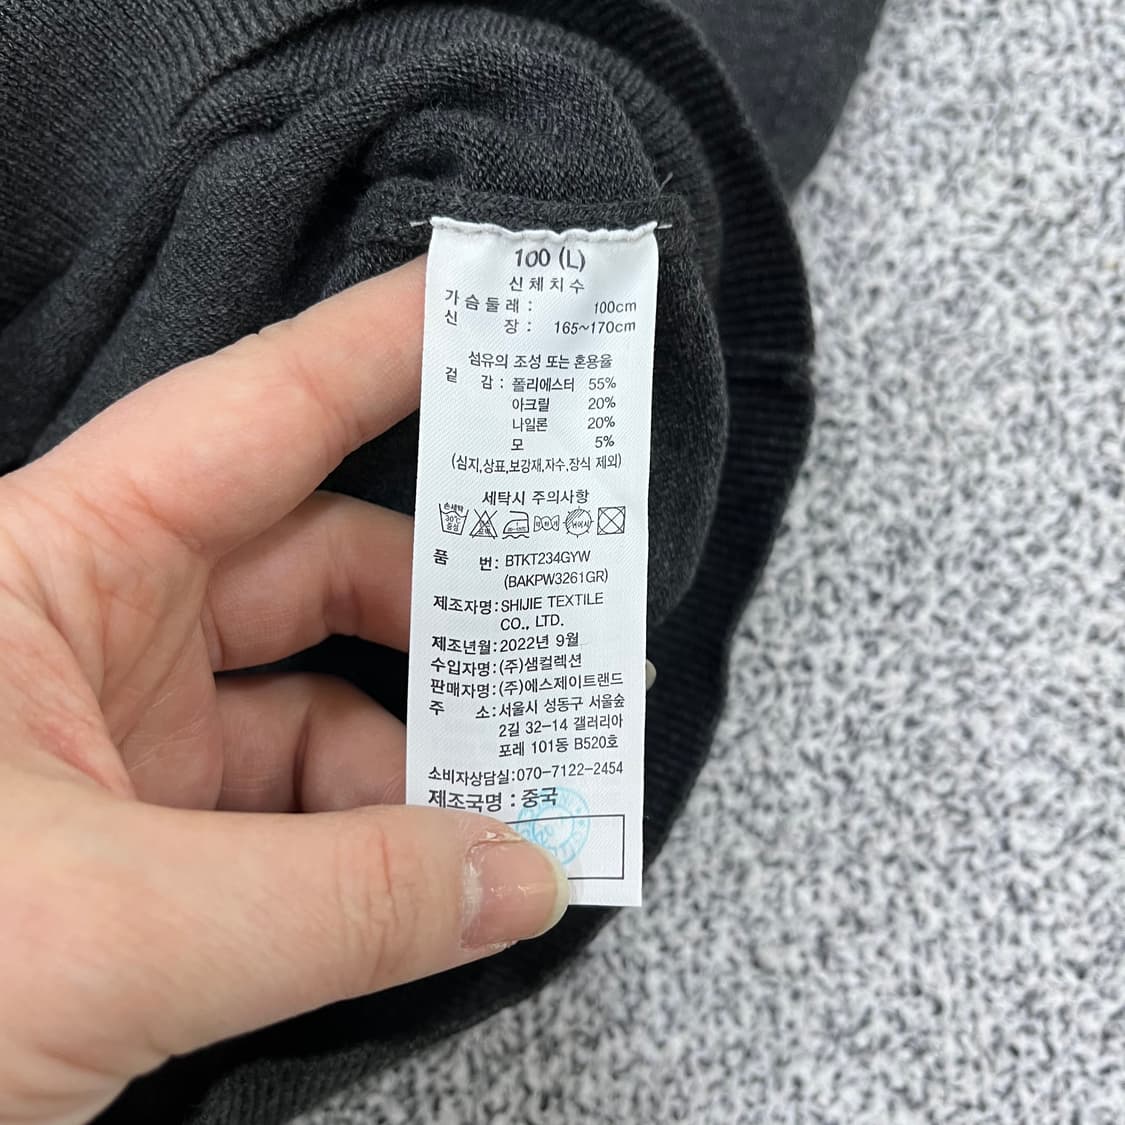 100 (L)
신체치수
가슴둘레 : 100cm
신 장 : 165~170cm
섬유의 조성 또는 혼용율
겉 감 : 폴리에스터 55%
아크릴 20%
나일론 20%
모 5%
(심지,상표,보강재,자수,장식 제외)
세탁시 주의사항
손세탁
30℃
중성
품 번: BTKT234GYW
(BAKPW3261GR)
제조자명: SHIJIE TEXTILE
CO., LTD.
제조년월: 2022년 9월
수입자명: (주)샘컬렉션
판매자명: (주)에스제이트랜드
주 소: 서울시 성동구 서울숲
2길 32-14 갤러리아
포레 101동 B520호
소비자상담실: 070-7122-2454
제조국명 : 중국